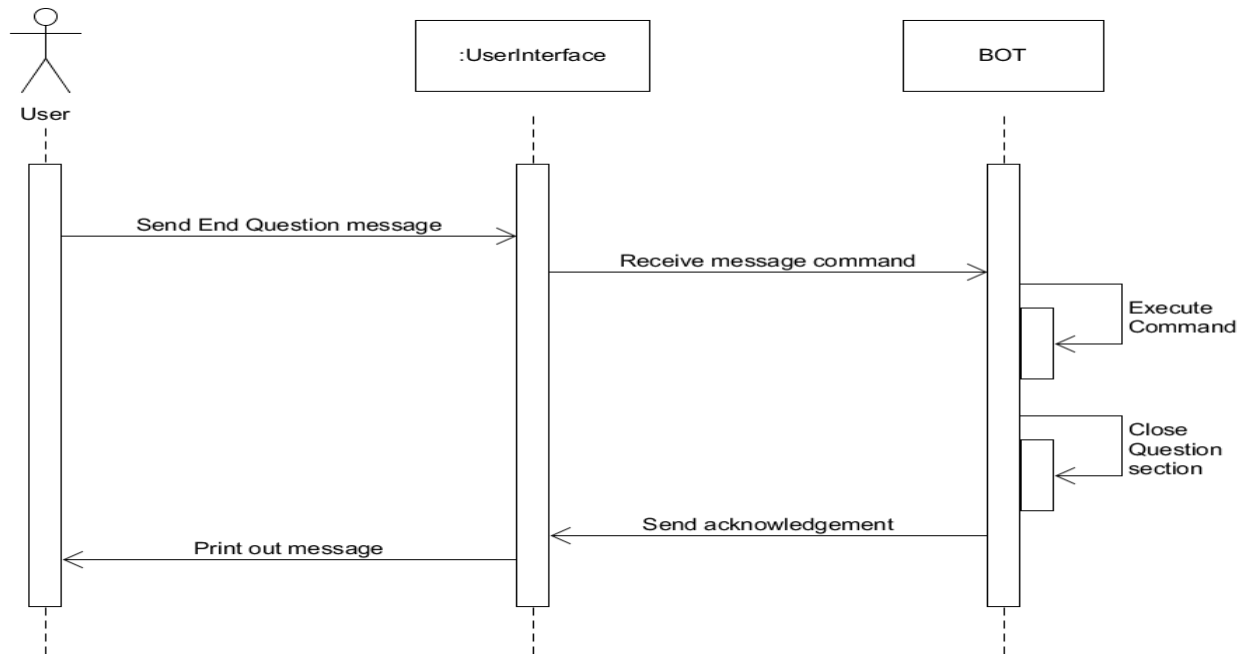 :UserInterface
BOT
User
Send End Question message
Receive message command
Execute
Command
Close
Question
section
Send acknowledgement
Print out message